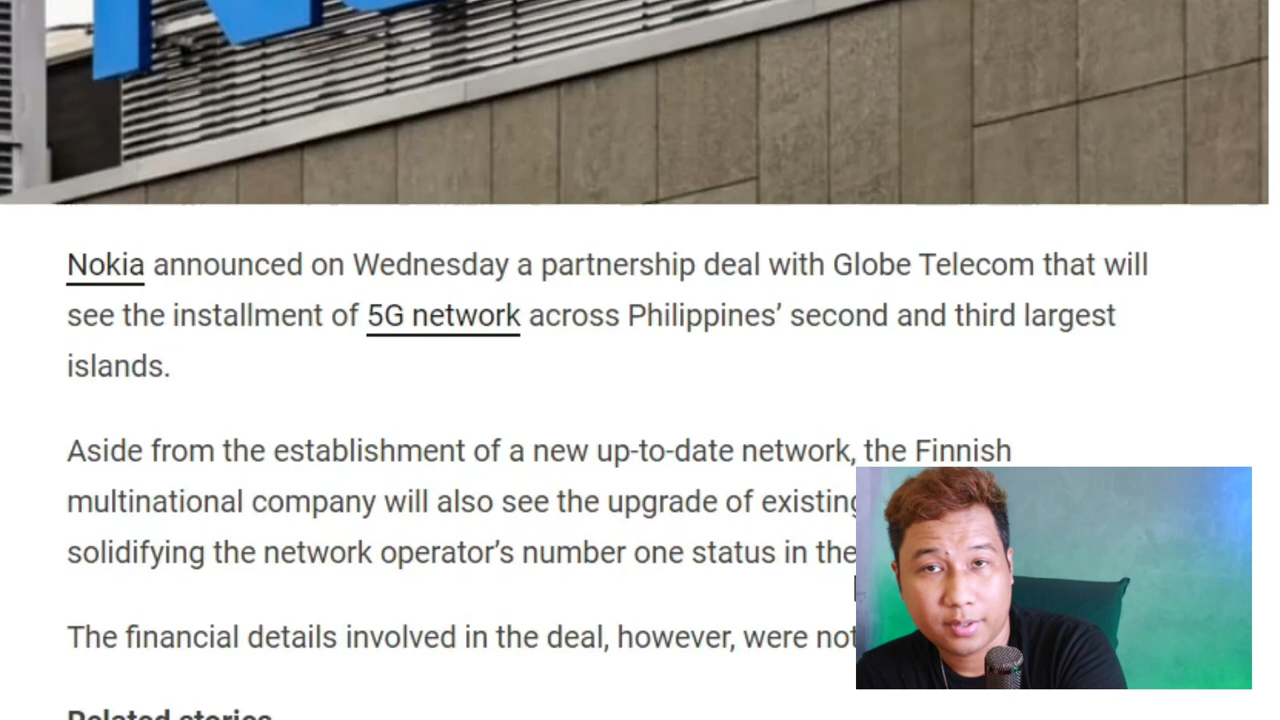 Nokia announced on Wednesday a partnership deal with Globe Telecom that will
see the installment of 5G network across Philippines’ second and third largest
islands.
Aside from the establishment of a new up-to-date network, the Finnish
multinational company will also see the upgrade of existing
solidifying the network operator’s number one status in the
The financial details involved in the deal, however, were not
Related stories